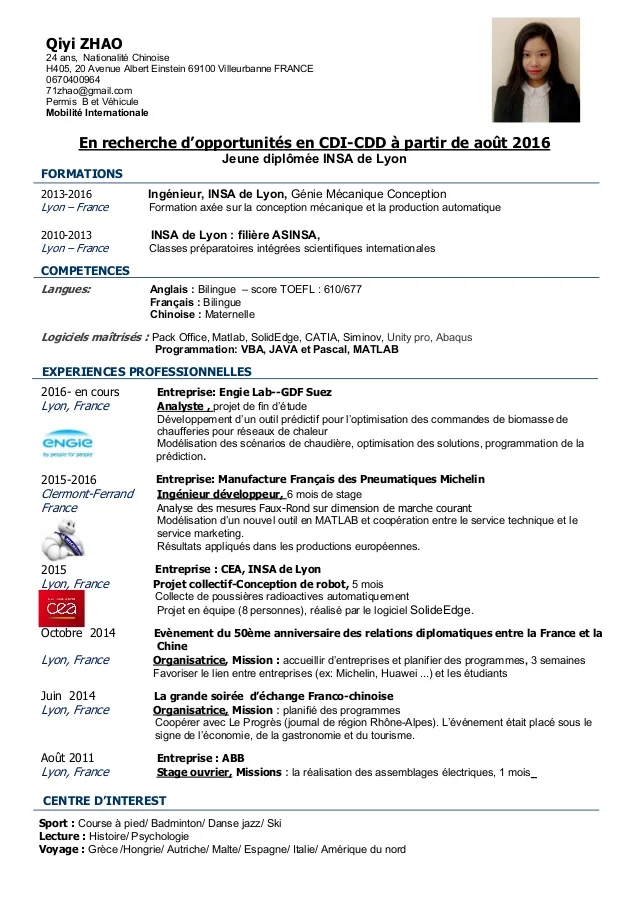 Qiyi ZHAO
24 ans, Nationalité Chinoise
H405, 20 Avenue Albert Einstein 69100 Villeurbanne FRANCE
0670400964
71zhao@gmail.com
Permis B et Véhicule
Mobilité Internationale
En recherche d'opportunités en CDI-CDD à partir de août 2016
Jeune diplômée INSA de Lyon
FORMATIONS
2013-2016 Ingénieur, INSA de Lyon, Génie Mécanique Conception
Lyon – France Formation axée sur la conception mécanique et la production automatique
2010-2013 INSA de Lyon : filière ASINSA,
Lyon – France Classes préparatoires intégrées scientifiques internationales
COMPETENCES
Langues: Anglais : Bilingue – score TOEFL : 610/677
Français : Bilingue
Chinoise : Maternelle
Logiciels maîtrisés : Pack Office, Matlab, SolidEdge, CATIA, Siminov, Unity pro, Abaqus
Programmation: VBA, JAVA et Pascal, MATLAB
EXPERIENCES PROFESSIONNELLES
2016- en cours Entreprise: Engie Lab--GDF Suez
Lyon, France Analyste , projet de fin d'étude
Développement d'un outil prédictif pour l'optimisation des commandes de biomasse de
chaufferies pour réseaux de chaleur
Modélisation des scénarios de chaudière, optimisation des solutions, programmation de la
prédiction.
ENGIE
by people for people
2015-2016 Entreprise: Manufacture Français des Pneumatiques Michelin
Clermont-Ferrand Ingénieur développeur, 6 mois de stage
France Analyse des mesures Faux-Rond sur dimension de marche courant
Modélisation d'un nouvel outil en MATLAB et coopération entre le service technique et le
service marketing.
Résultats appliqués dans les productions européennes.
2015 Entreprise : CEA, INSA de Lyon
Lyon, France Projet collectif-Conception de robot, 5 mois
Collecte de poussières radioactives automatiquement
Projet en équipe (8 personnes), réalisé par le logiciel SolideEdge.
cea
Octobre 2014 Evènement du 50ème anniversaire des relations diplomatiques entre la France et la
Chine
Lyon, France Organisatrice, Mission : accueillir d'entreprises et planifier des programmes, 3 semaines
Favoriser le lien entre entreprises (ex: Michelin, Huawei ...) et les étudiants
Juin 2014 La grande soirée d'échange Franco-chinoise
Lyon, France Organisatrice, Mission : planifié des programmes
Coopérer avec Le Progrès (journal de région Rhône-Alpes). L'événement était placé sous le
signe de l'économie, de la gastronomie et du tourisme.
Août 2011 Entreprise : ABB
Lyon, France Stage ouvrier, Missions : la réalisation des assemblages électriques, 1 mois
CENTRE D'INTEREST
Sport : Course à pied/ Badminton/ Danse jazz/ Ski
Lecture : Histoire/ Psychologie
Voyage : Grèce /Hongrie/ Autriche/ Malte/ Espagne/ Italie/ Amérique du nord